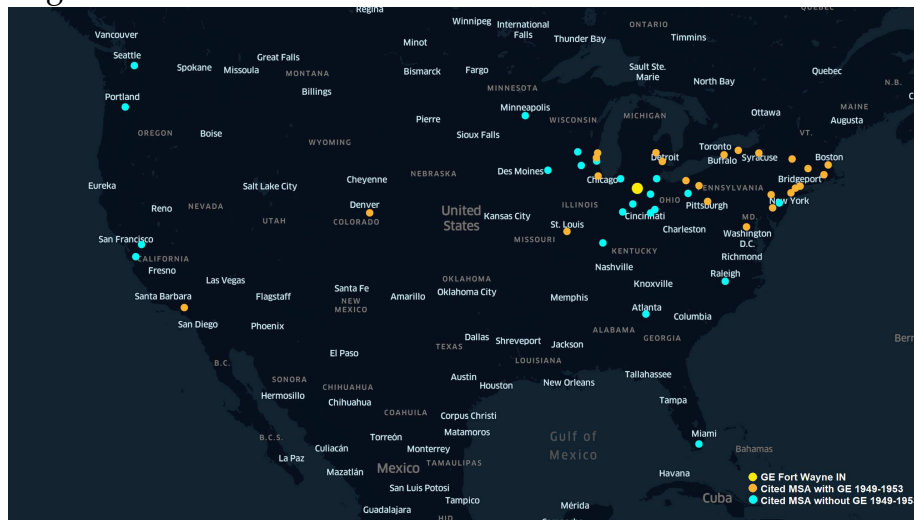 Regina
QUÉBEC
Winnipeg
International
Falls
ONTARIO
Vancouver
Minot
Thunder Bay
Timmins
Seattle
Great Falls
Spokane
Missoula
MONTANA
Bismarck
Fargo
Sault Ste.
Marie
North Bay
Quebec
N.B.
Billings
MINNESOTA
Portland
Minneapolis
MAINE
Pierre
WISCONSIN
MICHIGAN
Ottawa
Augusta
OREGON
Boise
WYOMING
Sioux Falls
VT.
Toronto
Buffalo
Syracuse
Detroit
Boston
Eureka
Salt Lake City
Cheyenne
NEBRASKA
Des Moines
Chicago
Bridgeport
PENNSYLVANIA
Reno
NEVADA
Denver
COLORADO
UTAH
United
States
Kansas City
ILLINOIS
OHIO
Pittsburgh
New York
Cincinnati
MD.
St. Louis
Charleston
Washington
D.C.
San Francisco
MISSOURI
KENTUCKY
CALIFORNIA
Fresno
Richmond
Nashville
Las Vegas
Knoxville
Raleigh
OKLAHOMA
Santa Fe
Santa Barbara
Flagstaff
NEW
MEXICO
Amarillo
Oklahoma City
Memphis
Atlanta
Columbia
San Diego
Phoenix
ALABAMA
GEORGIA
Dallas
Shreveport
Jackson
TEXAS
El Paso
LOUISIANA
B.C.
Tallahassee
SONORA
Austin
Houston
New Orleans
Hermosillo
CHIHUAHUA
Chihuahua
Tampa
COAHUILA
Corpus Christi
B.C.S.
Torreón
Matamoros
Miami
Culiacán
Monterrey
Gulf of
Mexico
Bahamas
La Paz
TAMAULIPAS
Mazatlán
Mexico
Havana
San Luis Potosi
Cuba
Tampico
Guadalajara
Mérida
GE Fort Wayne IN
Cited MSA with GE 1949-1953
Cited MSA without GE 1949-195